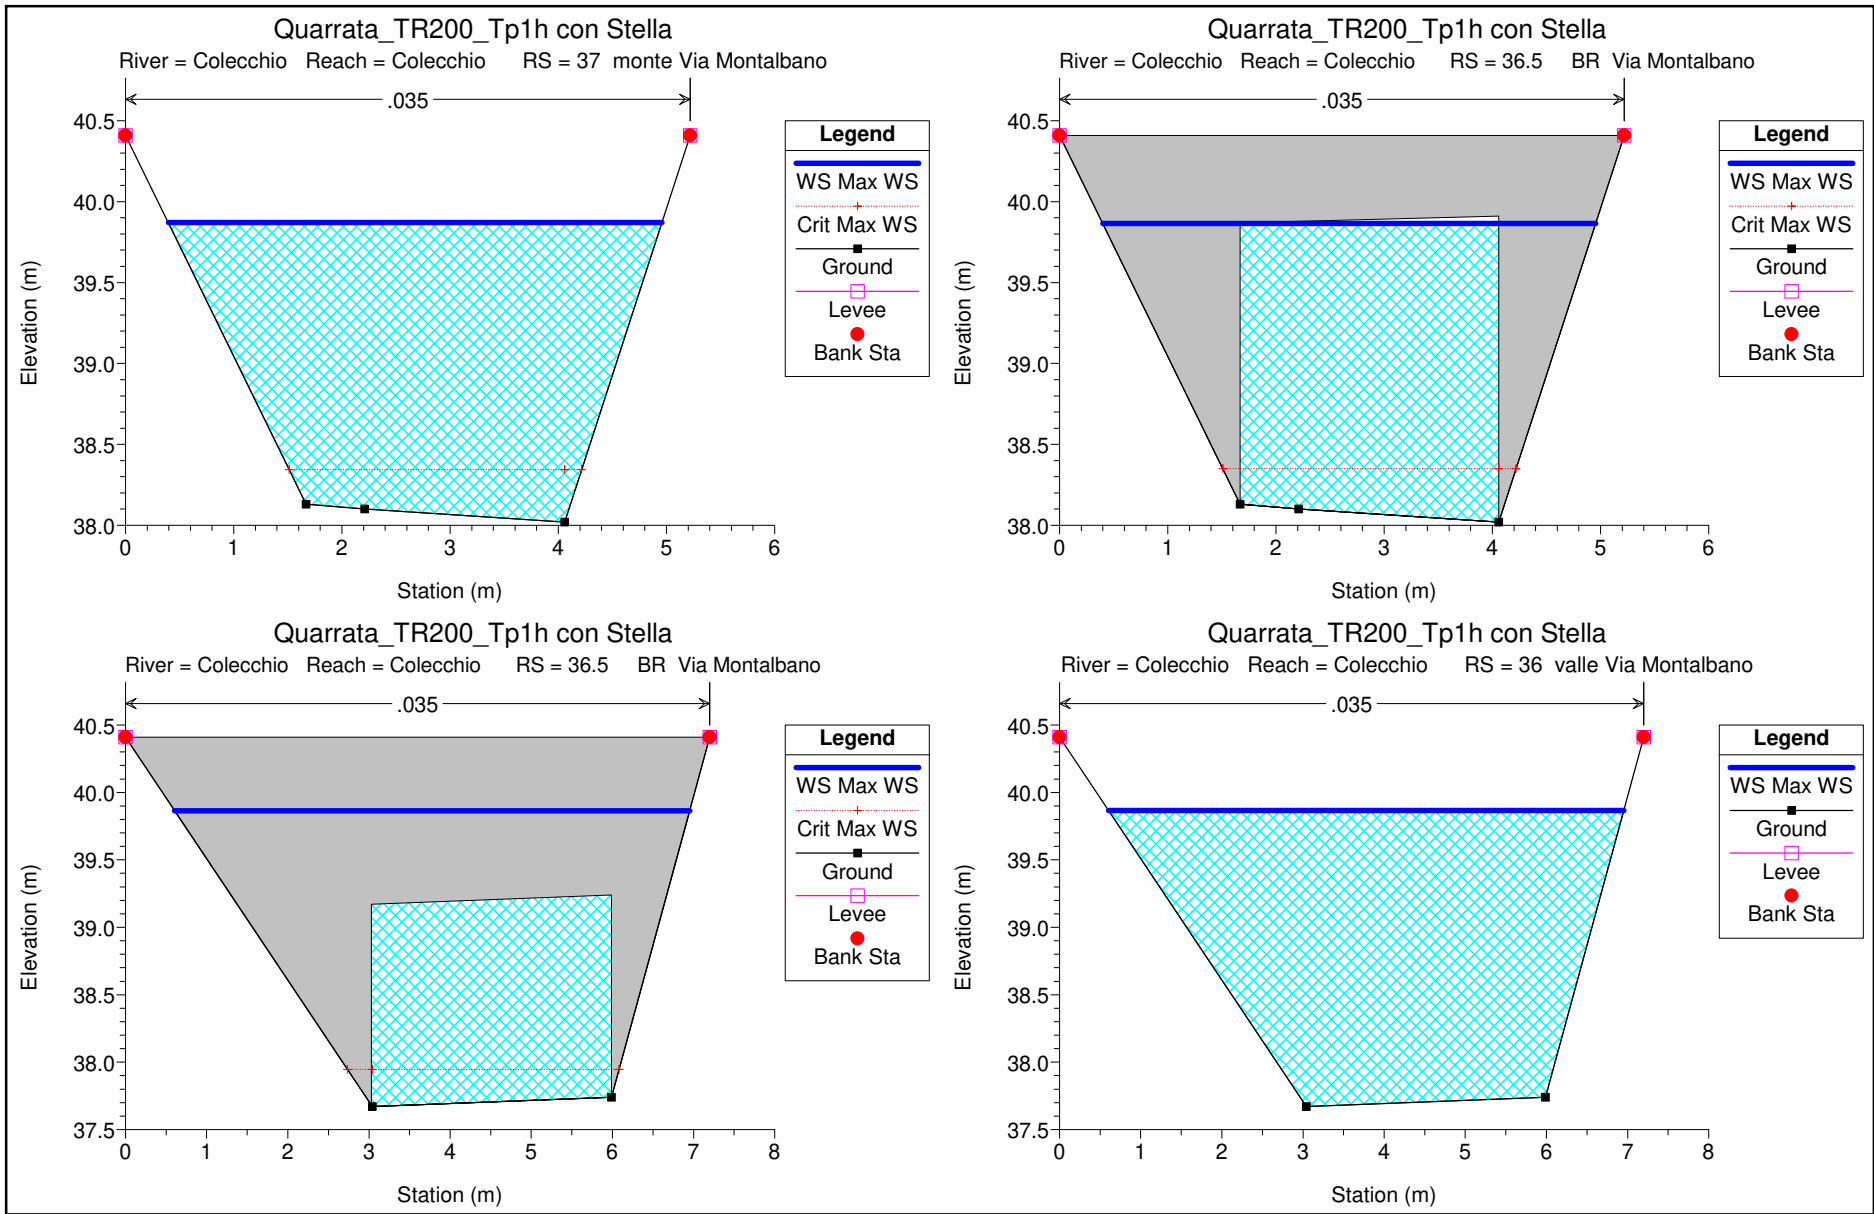 Quarrata_TR200_Tp1h con Stella
River = Colecchio Reach = Colecchio RS = 37 monte Via Montalbano
.035
40.5
40.0
39.5
39.0
38.5
38.0
0 1 2 3 4 5 6
Elevation (m)
Station (m)
Legend
WS Max WS
Crit Max WS
Ground
Levee
Bank Sta
Quarrata_TR200_Tp1h con Stella
River = Colecchio Reach = Colecchio RS = 36.5 BR Via Montalbano
.035
40.5
40.0
39.5
39.0
38.5
38.0
0 1 2 3 4 5 6
Elevation (m)
Station (m)
Legend
WS Max WS
Crit Max WS
Ground
Levee
Bank Sta
Quarrata_TR200_Tp1h con Stella
River = Colecchio Reach = Colecchio RS = 36.5 BR Via Montalbano
.035
40.5
40.0
39.5
39.0
38.5
38.0
37.5
0 1 2 3 4 5 6 7 8
Elevation (m)
Station (m)
Legend
WS Max WS
Crit Max WS
Ground
Levee
Bank Sta
Quarrata_TR200_Tp1h con Stella
River = Colecchio Reach = Colecchio RS = 36 valle Via Montalbano
.035
40.5
40.0
39.5
39.0
38.5
38.0
37.5
0 1 2 3 4 5 6 7 8
Elevation (m)
Station (m)
Legend
WS Max WS
Ground
Levee
Bank Sta